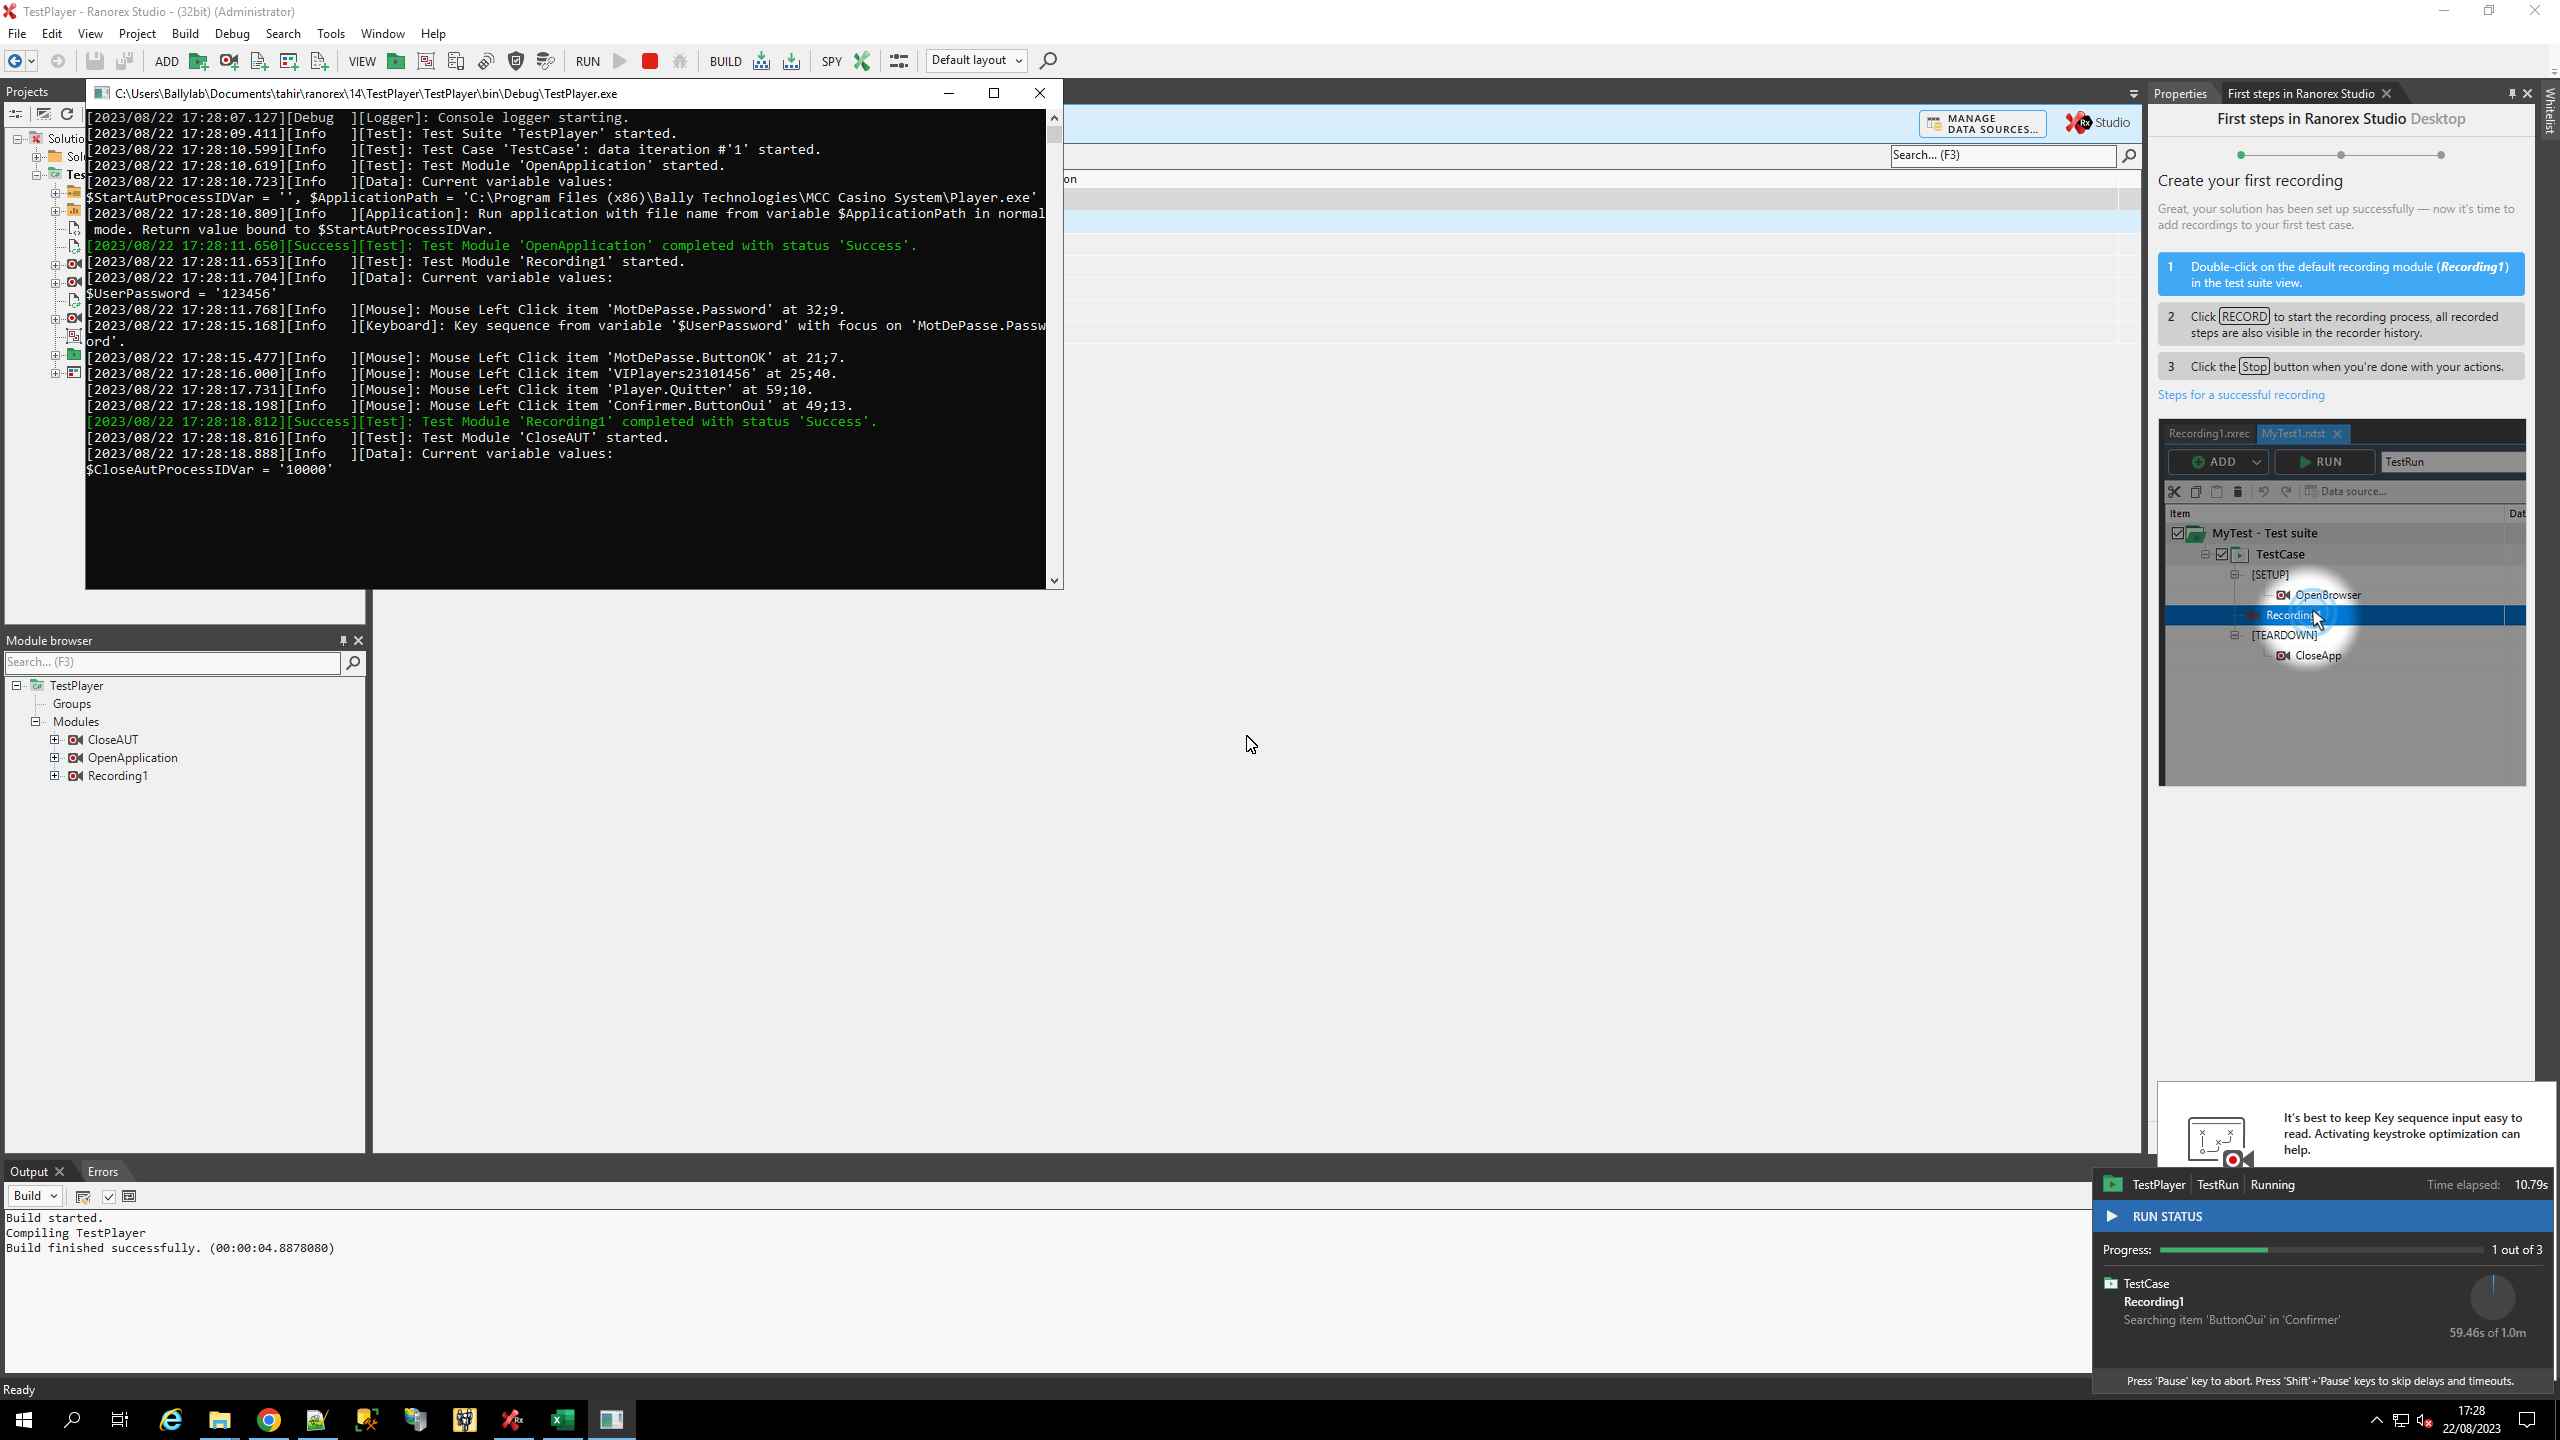 TestPlayer - Ranorex Studio - (32bit) (Administrator)
File Edit View Project Build Debug Search Tools Window Help
ADD VIEW RUN BUILD SPY Default layout
Projects
Solutio
Sol
Tes
C:\Users\Ballylab\Documents\tahir\ranorex\14\TestPlayer\TestPlayer\bin\Debug\TestPlayer.exe
[2023/08/22 17:28:07.127][Debug  ][Logger]: Console logger starting.
[2023/08/22 17:28:09.411][Info   ][Test]: Test Suite 'TestPlayer' started.
[2023/08/22 17:28:10.599][Info   ][Test]: Test Case 'TestCase': data iteration #'1' started.
[2023/08/22 17:28:10.619][Info   ][Test]: Test Module 'OpenApplication' started.
[2023/08/22 17:28:10.723][Info   ][Data]: Current variable values:
$StartAutProcessIDVar = '', $ApplicationPath = 'C:\Program Files (x86)\Bally Technologies\MCC Casino System\Player.exe'
[2023/08/22 17:28:10.809][Info   ][Application]: Run application with file name from variable $ApplicationPath in normal
 mode. Return value bound to $StartAutProcessIDVar.
[2023/08/22 17:28:11.650][Success][Test]: Test Module 'OpenApplication' completed with status 'Success'.
[2023/08/22 17:28:11.653][Info   ][Test]: Test Module 'Recording1' started.
[2023/08/22 17:28:11.704][Info   ][Data]: Current variable values:
$UserPassword = '123456'
[2023/08/22 17:28:11.768][Info   ][Mouse]: Mouse Left Click item 'MotDePasse.Password' at 32;9.
[2023/08/22 17:28:15.168][Info   ][Keyboard]: Key sequence from variable '$UserPassword' with focus on 'MotDePasse.Passw
ord'.
[2023/08/22 17:28:15.477][Info   ][Mouse]: Mouse Left Click item 'MotDePasse.ButtonOK' at 21;7.
[2023/08/22 17:28:16.000][Info   ][Mouse]: Mouse Left Click item 'VIPlayers23101456' at 25;40.
[2023/08/22 17:28:17.731][Info   ][Mouse]: Mouse Left Click item 'Player.Quitter' at 59;10.
[2023/08/22 17:28:18.198][Info   ][Mouse]: Mouse Left Click item 'Confirmer.ButtonOui' at 49;13.
[2023/08/22 17:28:18.812][Success][Test]: Test Module 'Recording1' completed with status 'Success'.
[2023/08/22 17:28:18.816][Info   ][Test]: Test Module 'CloseAUT' started.
[2023/08/22 17:28:18.888][Info   ][Data]: Current variable values:
$CloseAutProcessIDVar = '10000'
MANAGE
DATA SOURCES...
Rx Studio
Search... (F3)
on
Properties First steps in Ranorex Studio
Whitelist
First steps in Ranorex Studio Desktop
Create your first recording
Great, your solution has been set up successfully — now it's time to
add recordings to your first test case.
1 Double-click on the default recording module (Recording1)
in the test suite view.
2 Click RECORD to start the recording process, all recorded
steps are also visible in the recorder history.
3 Click the Stop button when you're done with your actions.
Steps for a successful recording
Recording1.rxrec MyTest1.rxtst
ADD RUN TestRun
Data source...
Item Dat
MyTest - Test suite
TestCase
[SETUP]
OpenBrowser
Recording
[TEARDOWN]
CloseApp
Module browser
Search... (F3)
TestPlayer
Groups
Modules
CloseAUT
OpenApplication
Recording1
It's best to keep Key sequence input easy to
read. Activating keystroke optimization can
help.
Output Errors
Build
Build started.
Compiling TestPlayer
Build finished successfully. (00:00:04.8878080)
TestPlayer TestRun Running Time elapsed: 10.79s
RUN STATUS
Progress: 1 out of 3
TestCase
Recording1
Searching item 'ButtonOui' in 'Confirmer'
59.46s of 1.0m
Press 'Pause' key to abort. Press 'Shift'+'Pause' keys to skip delays and timeouts.
Ready
17:28
22/08/2023